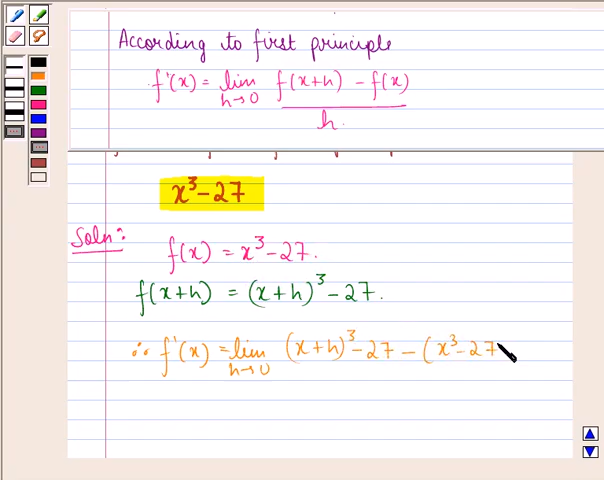 According to first principle
f'(x) = lim f(x+h) - f(x)
h→0
h.
x³-27
Soln:
f(x) = x³-27.
f(x+h) = (x+h)³-27.
∴ f'(x) = lim (x+h)³-27-(x³-27
h→0